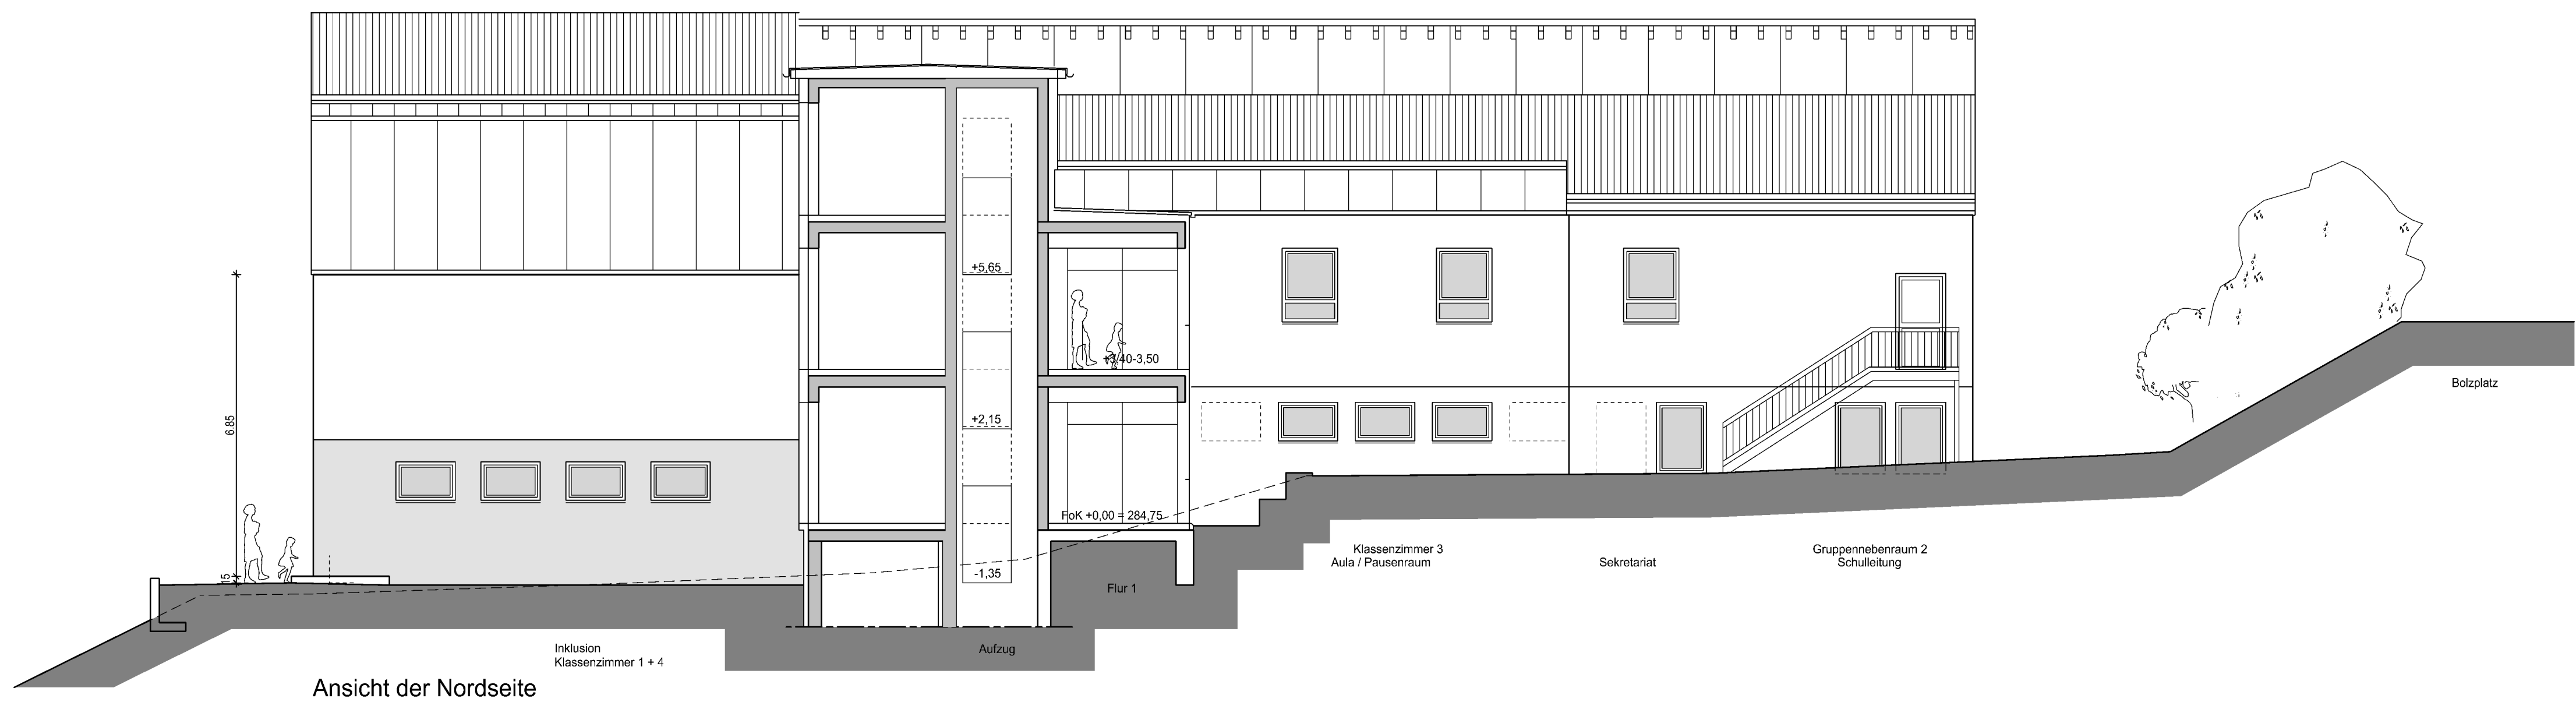 +5,65
+3,40-3,50
6.85
+2,15
FoK +0,00 = 284,75
15
-1,35
Bolzplatz
Klassenzimmer 3
Aula / Pausenraum
Sekretariat
Gruppennebenraum 2
Schulleitung
Flur 1
Inklusion
Klassenzimmer 1 + 4
Aufzug
Ansicht der Nordseite